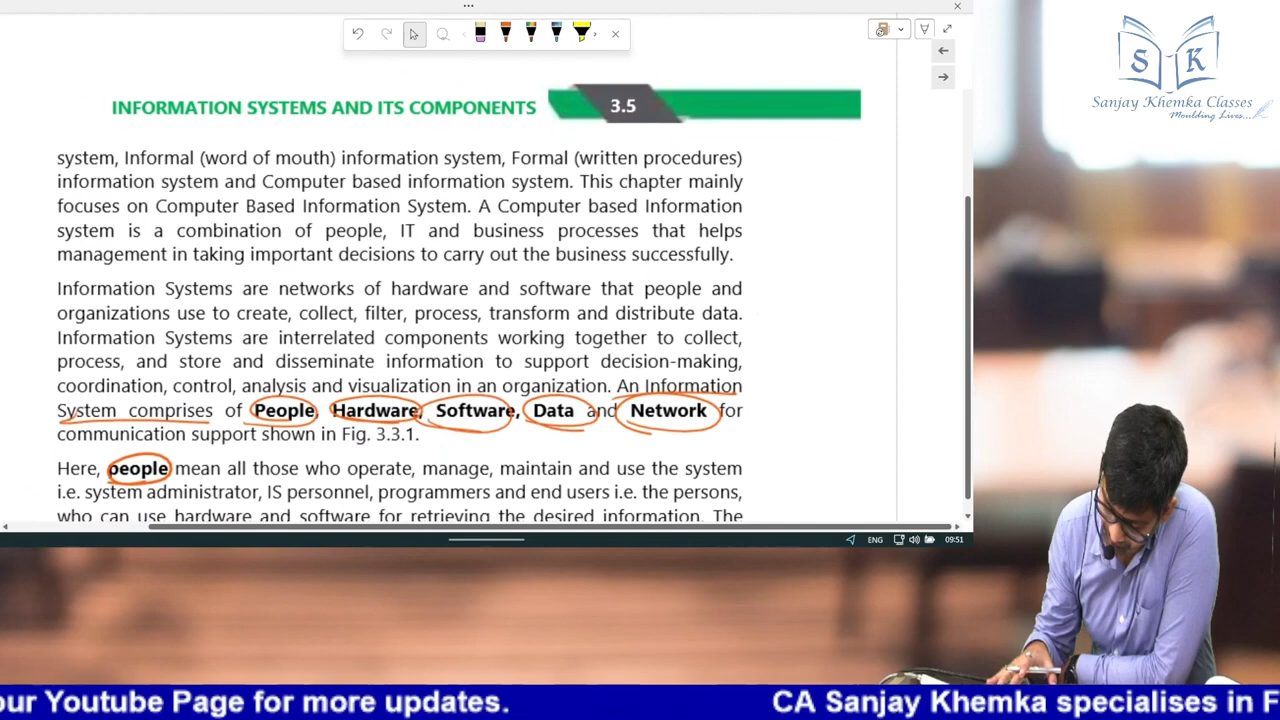 INFORMATION SYSTEMS AND ITS COMPONENTS
3.5
system, Informal (word of mouth) information system, Formal (written procedures)
information system and Computer based information system. This chapter mainly
focuses on Computer Based Information System. A Computer based Information
system is a combination of people, IT and business processes that helps
management in taking important decisions to carry out the business successfully.
Information Systems are networks of hardware and software that people and
organizations use to create, collect, filter, process, transform and distribute data.
Information Systems are interrelated components working together to collect,
process, and store and disseminate information to support decision-making,
coordination, control, analysis and visualization in an organization. An Information
System comprises of People, Hardware, Software, Data and Network for
communication support shown in Fig. 3.3.1.
Here, people mean all those who operate, manage, maintain and use the system
i.e. system administrator, IS personnel, programmers and end users i.e. the persons,
who can use hardware and software for retrieving the desired information. The
ENG
09:51
S K
Sanjay Khemka Classes
Moulding Lives...
our Youtube Page for more updates.
CA Sanjay Khemka specialises in F